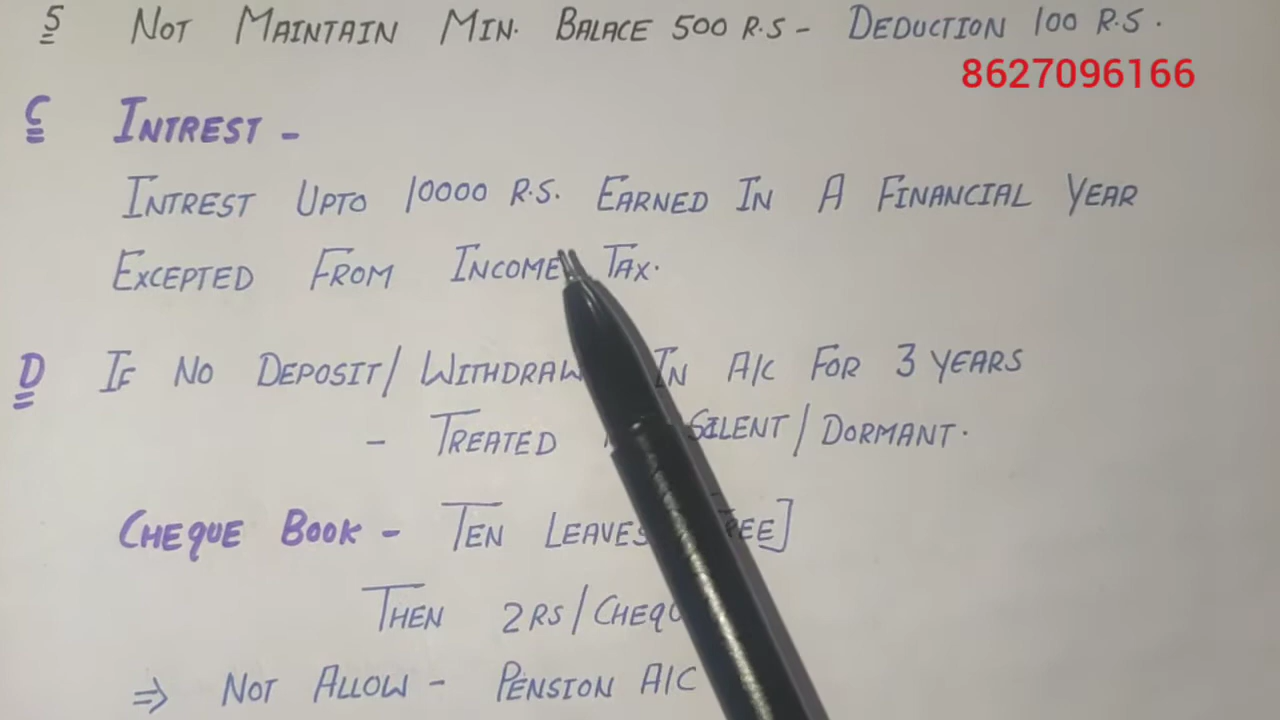 5 NOT MAINTAIN MIN. BALACE 500 R.S - DEDUCTION 100 R.S.
8627096166
C INTREST -
INTREST UPTO 10000 R.S. EARNED IN A FINANCIAL YEAR
EXCEPTED FROM INCOME TAX.
D IF NO DEPOSIT/ WITHDRAW IN A/C FOR 3 YEARS
- TREATED SILENT/DORMANT.
CHEQUE BOOK - TEN LEAVES
THEN 2RS/
⇒ NOT ALLOW - PENSION A/C